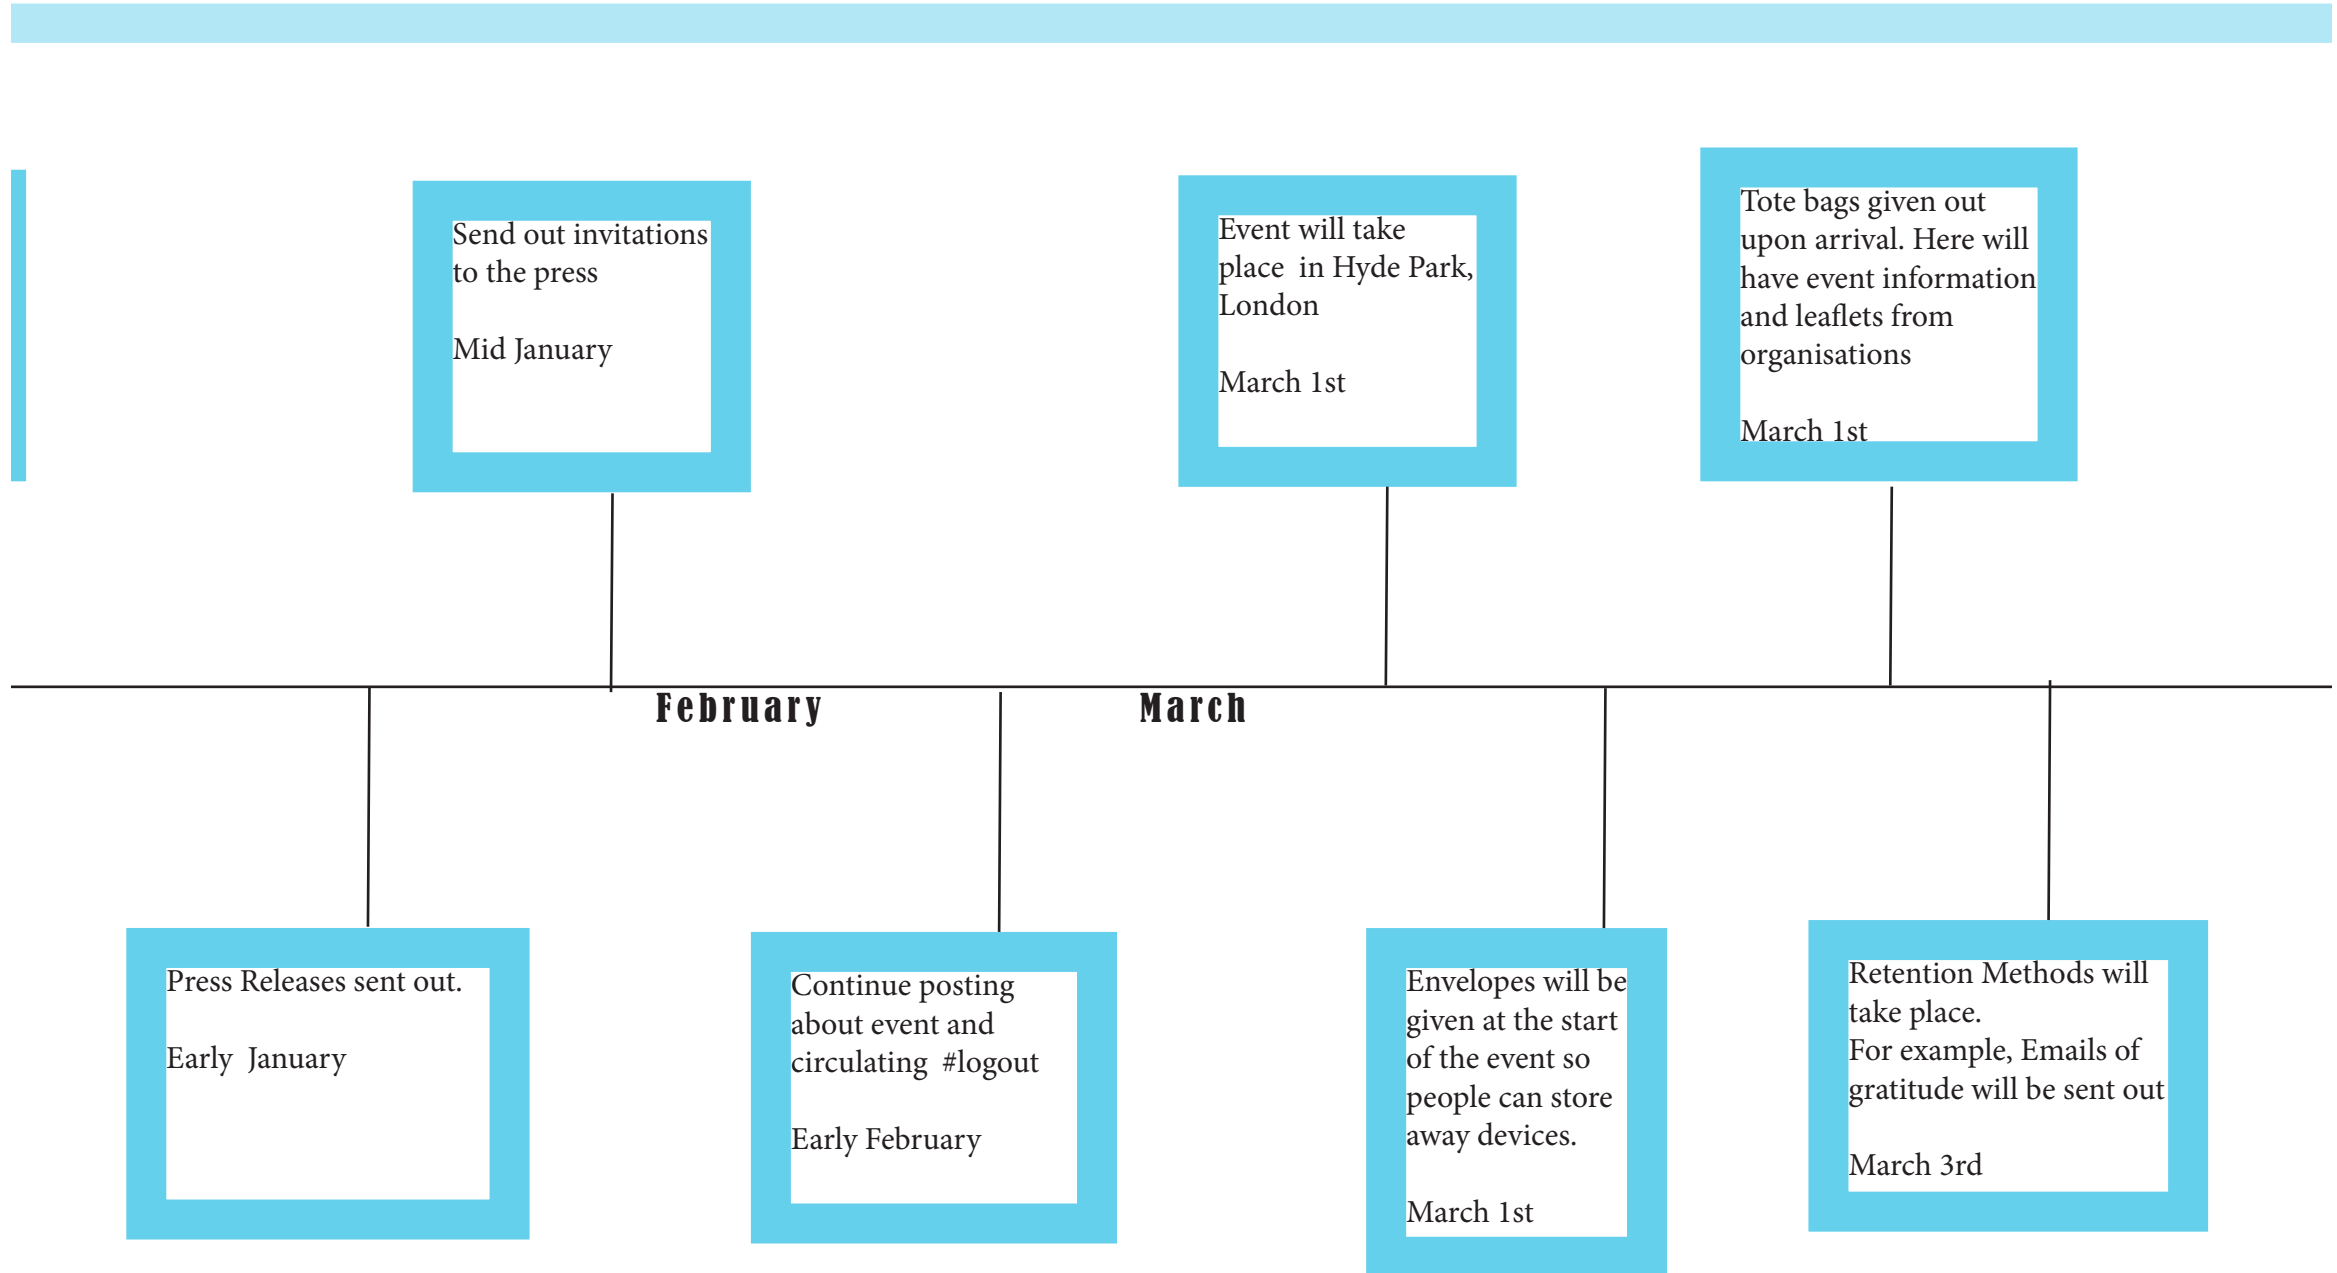 Send out invitations
to the press
Mid January
Event will take
place  in Hyde Park,
London
March 1st
Tote bags given out
upon arrival. Here will
have event information
and leaflets from
organisations
March 1st
February
March
Press Releases sent out.
Early  January
Continue posting
about event and
circulating  #logout
Early February
Envelopes will be
given at the start
of the event so
people can store
away devices.
March 1st
Retention Methods will
take place.
For example, Emails of
gratitude will be sent out
March 3rd